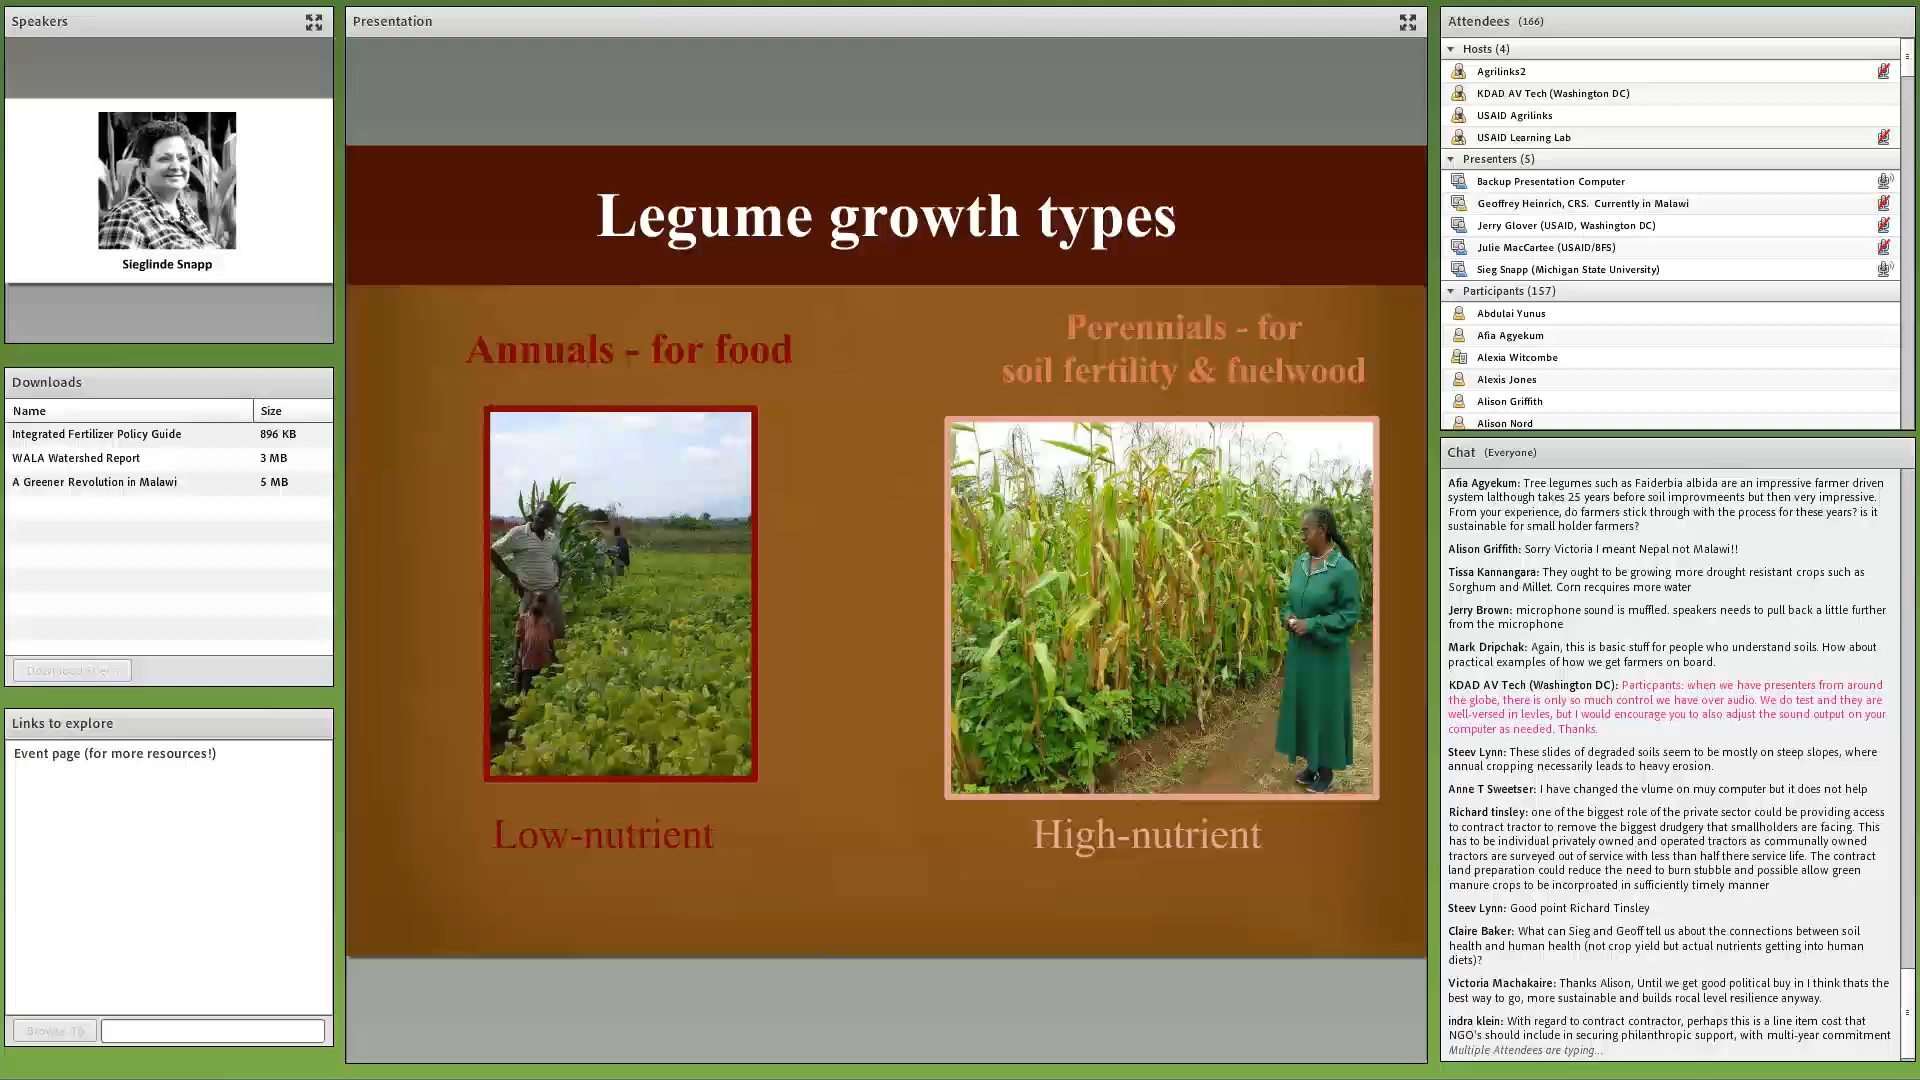 Speakers
Sieglinde Snapp
Downloads
Name Size
Integrated Fertilizer Policy Guide 896 KB
WALA Watershed Report 3 MB
A Greener Revolution in Malawi 5 MB
Download File(s)
Links to explore
Event page (for more resources!)
Browse To
Presentation
Legume growth types
Annuals - for food
Perennials - for
soil fertility & fuelwood
Low-nutrient
High-nutrient
Attendees (166)
Hosts (4)
Agrilinks2
KDAD AV Tech (Washington DC)
USAID Agrilinks
USAID Learning Lab
Presenters (5)
Backup Presentation Computer
Geoffrey Heinrich, CRS. Currently in Malawi
Jerry Glover (USAID, Washington DC)
Julie MacCartee (USAID/BFS)
Sieg Snapp (Michigan State University)
Participants (157)
Abdulai Yunus
Afia Agyekum
Alexia Witcombe
Alexis Jones
Alison Griffith
Alison Nord
Chat (Everyone)
Afia Agyekum: Tree legumes such as Faiderbia albida are an impressive farmer driven
system lalthough takes 25 years before soil improvmeents but then very impressive.
From your experience, do farmers stick through with the process for these years? is it
sustainable for small holder farmers?
Alison Griffith: Sorry Victoria I meant Nepal not Malawi!!
Tissa Kannangara: They ought to be growing more drought resistant crops such as
Sorghum and Millet. Corn recquires more water
Jerry Brown: microphone sound is muffled. speakers needs to pull back a little further
from the microphone
Mark Dripchak: Again, this is basic stuff for people who understand soils. How about
practical examples of how we get farmers on board.
KDAD AV Tech (Washington DC): Particpants: when we have presenters from around
the globe, there is only so much control we have over audio. We do test and they are
well-versed in levles, but I would encourage you to also adjust the sound output on your
computer as needed. Thanks.
Steev Lynn: These slides of degraded soils seem to be mostly on steep slopes, where
annual cropping necessarily leads to heavy erosion.
Anne T Sweetser: I have changed the vlume on muy computer but it does not help
Richard tinsley: one of the biggest role of the private sector could be providing access
to contract tractor to remove the biggest drudgery that smallholders are facing. This
has to be individual privately owned and operated tractors as communally owned
tractors are surveyed out of service with less than half there service life. The contract
land preparation could reduce the need to burn stubble and possible allow green
manure crops to be incorproated in sufficiently timely manner
Steev Lynn: Good point Richard Tinsley
Claire Baker: What can Sieg and Geoff tell us about the connections between soil
health and human health (not crop yield but actual nutrients getting into human
diets)?
Victoria Machakaire: Thanks Alison, Until we get good political buy in I think thats the
best way to go, more sustainable and builds rocal level resilience anyway.
indra klein: With regard to contract contractor, perhaps this is a line item cost that
NGO's should include in securing philanthropic support, with multi-year commitment
Multiple Attendees are typing...